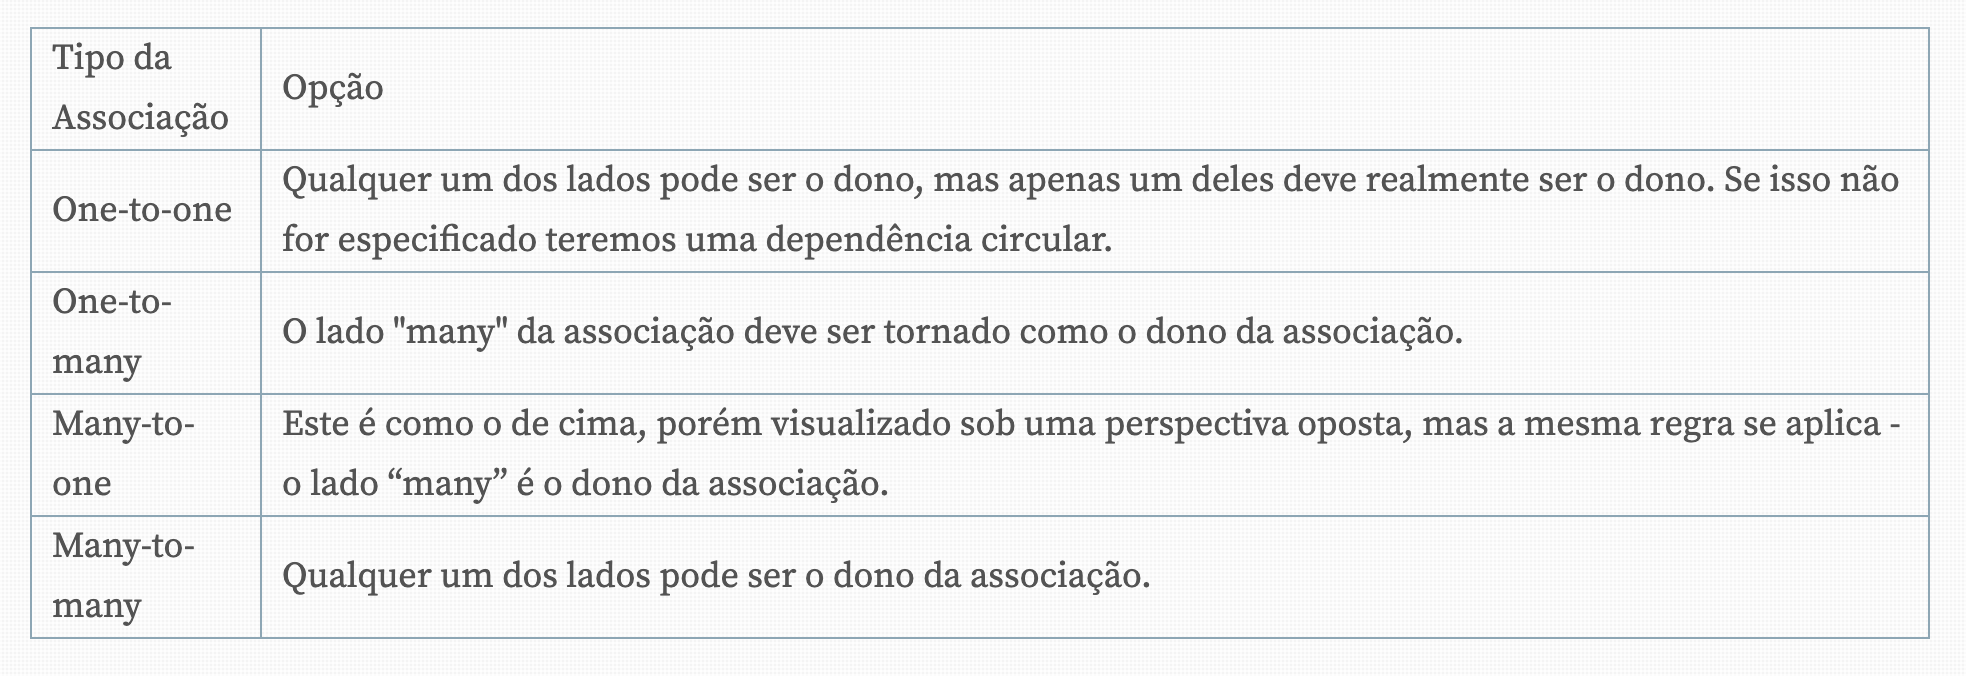 Tipo da
Associação
Opção
One-to-one
Qualquer um dos lados pode ser o dono, mas apenas um deles deve realmente ser o dono. Se isso não
for especificado teremos uma dependência circular.
One-to-
many
O lado "many" da associação deve ser tornado como o dono da associação.
Many-to-
one
Este é como o de cima, porém visualizado sob uma perspectiva oposta, mas a mesma regra se aplica -
o lado “many” é o dono da associação.
Many-to-
many
Qualquer um dos lados pode ser o dono da associação.